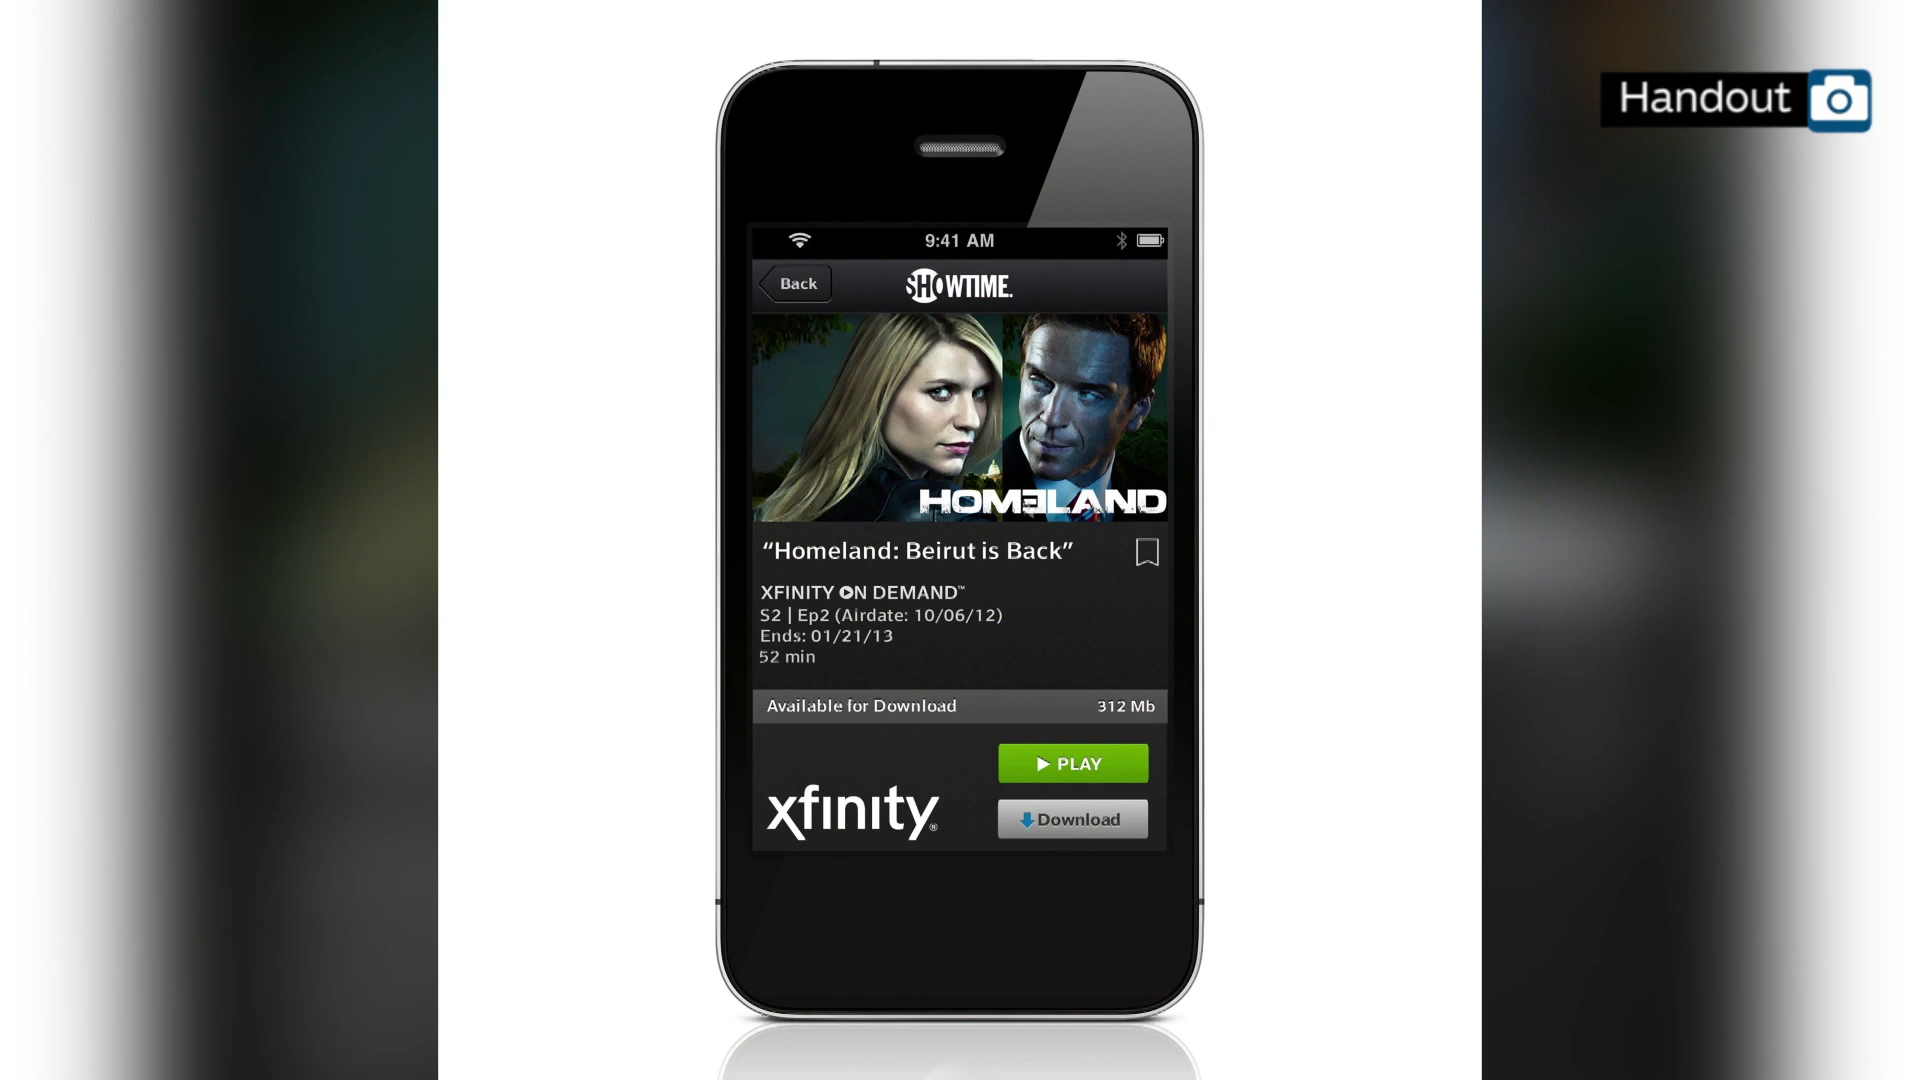 Handout
9:41 AM
Back
SHOWTIME.
HOMELAND
“Homeland: Beirut is Back”
XFINITY ON DEMAND™
S2 | Ep2 (Airdate: 10/06/12)
Ends: 01/21/13
52 min
Available for Download 312 Mb
PLAY
xfinity®
Download